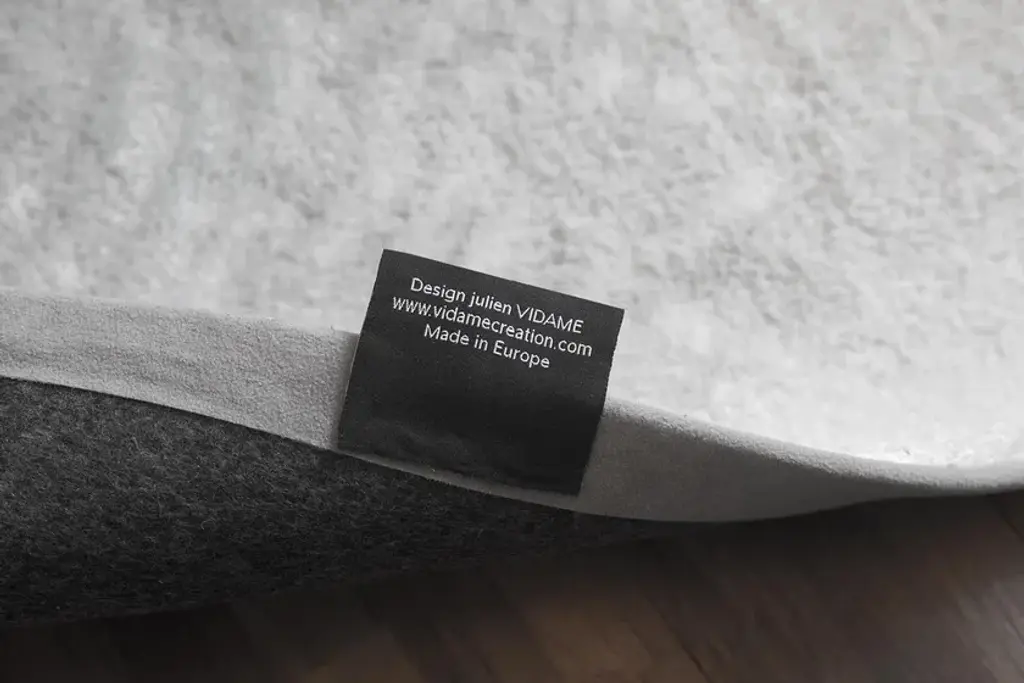 Design julien VIDAME
www.vidamecreation.com
Made in Europe